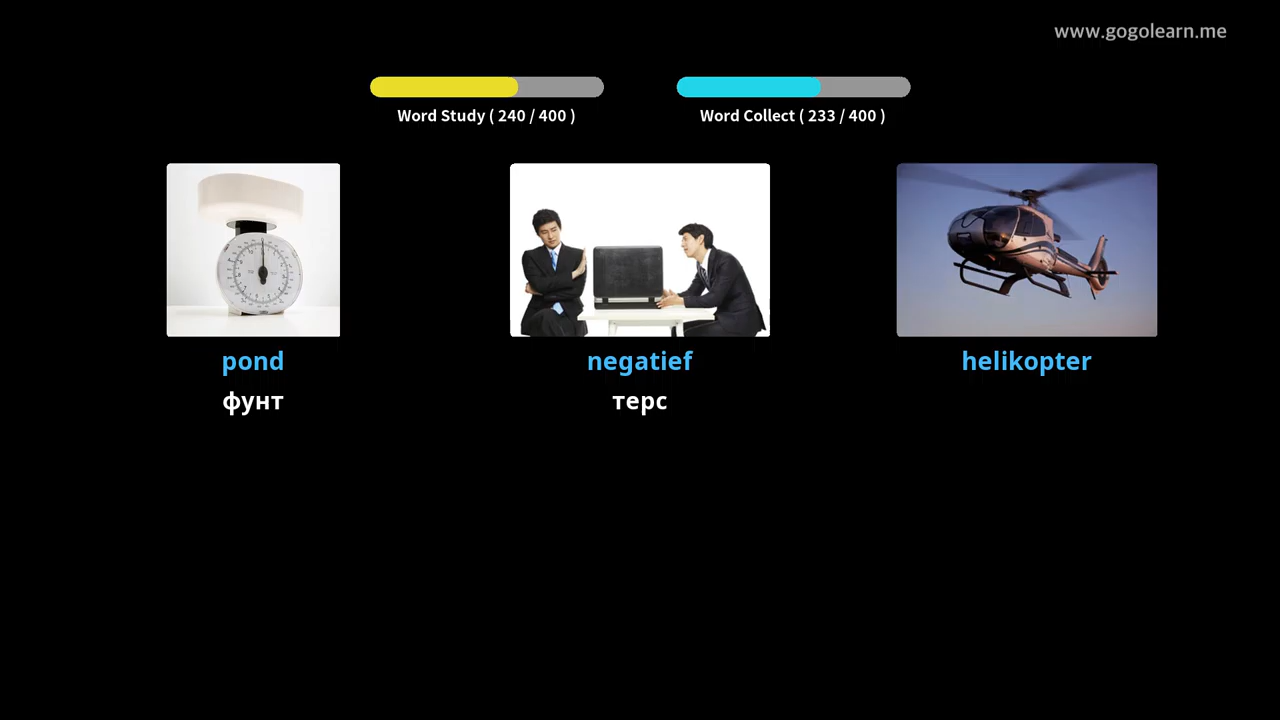 www.gogolearn.me
Word Study ( 240 / 400 )
Word Collect ( 233 / 400 )
pond
negatief
helikopter
фунт
терс